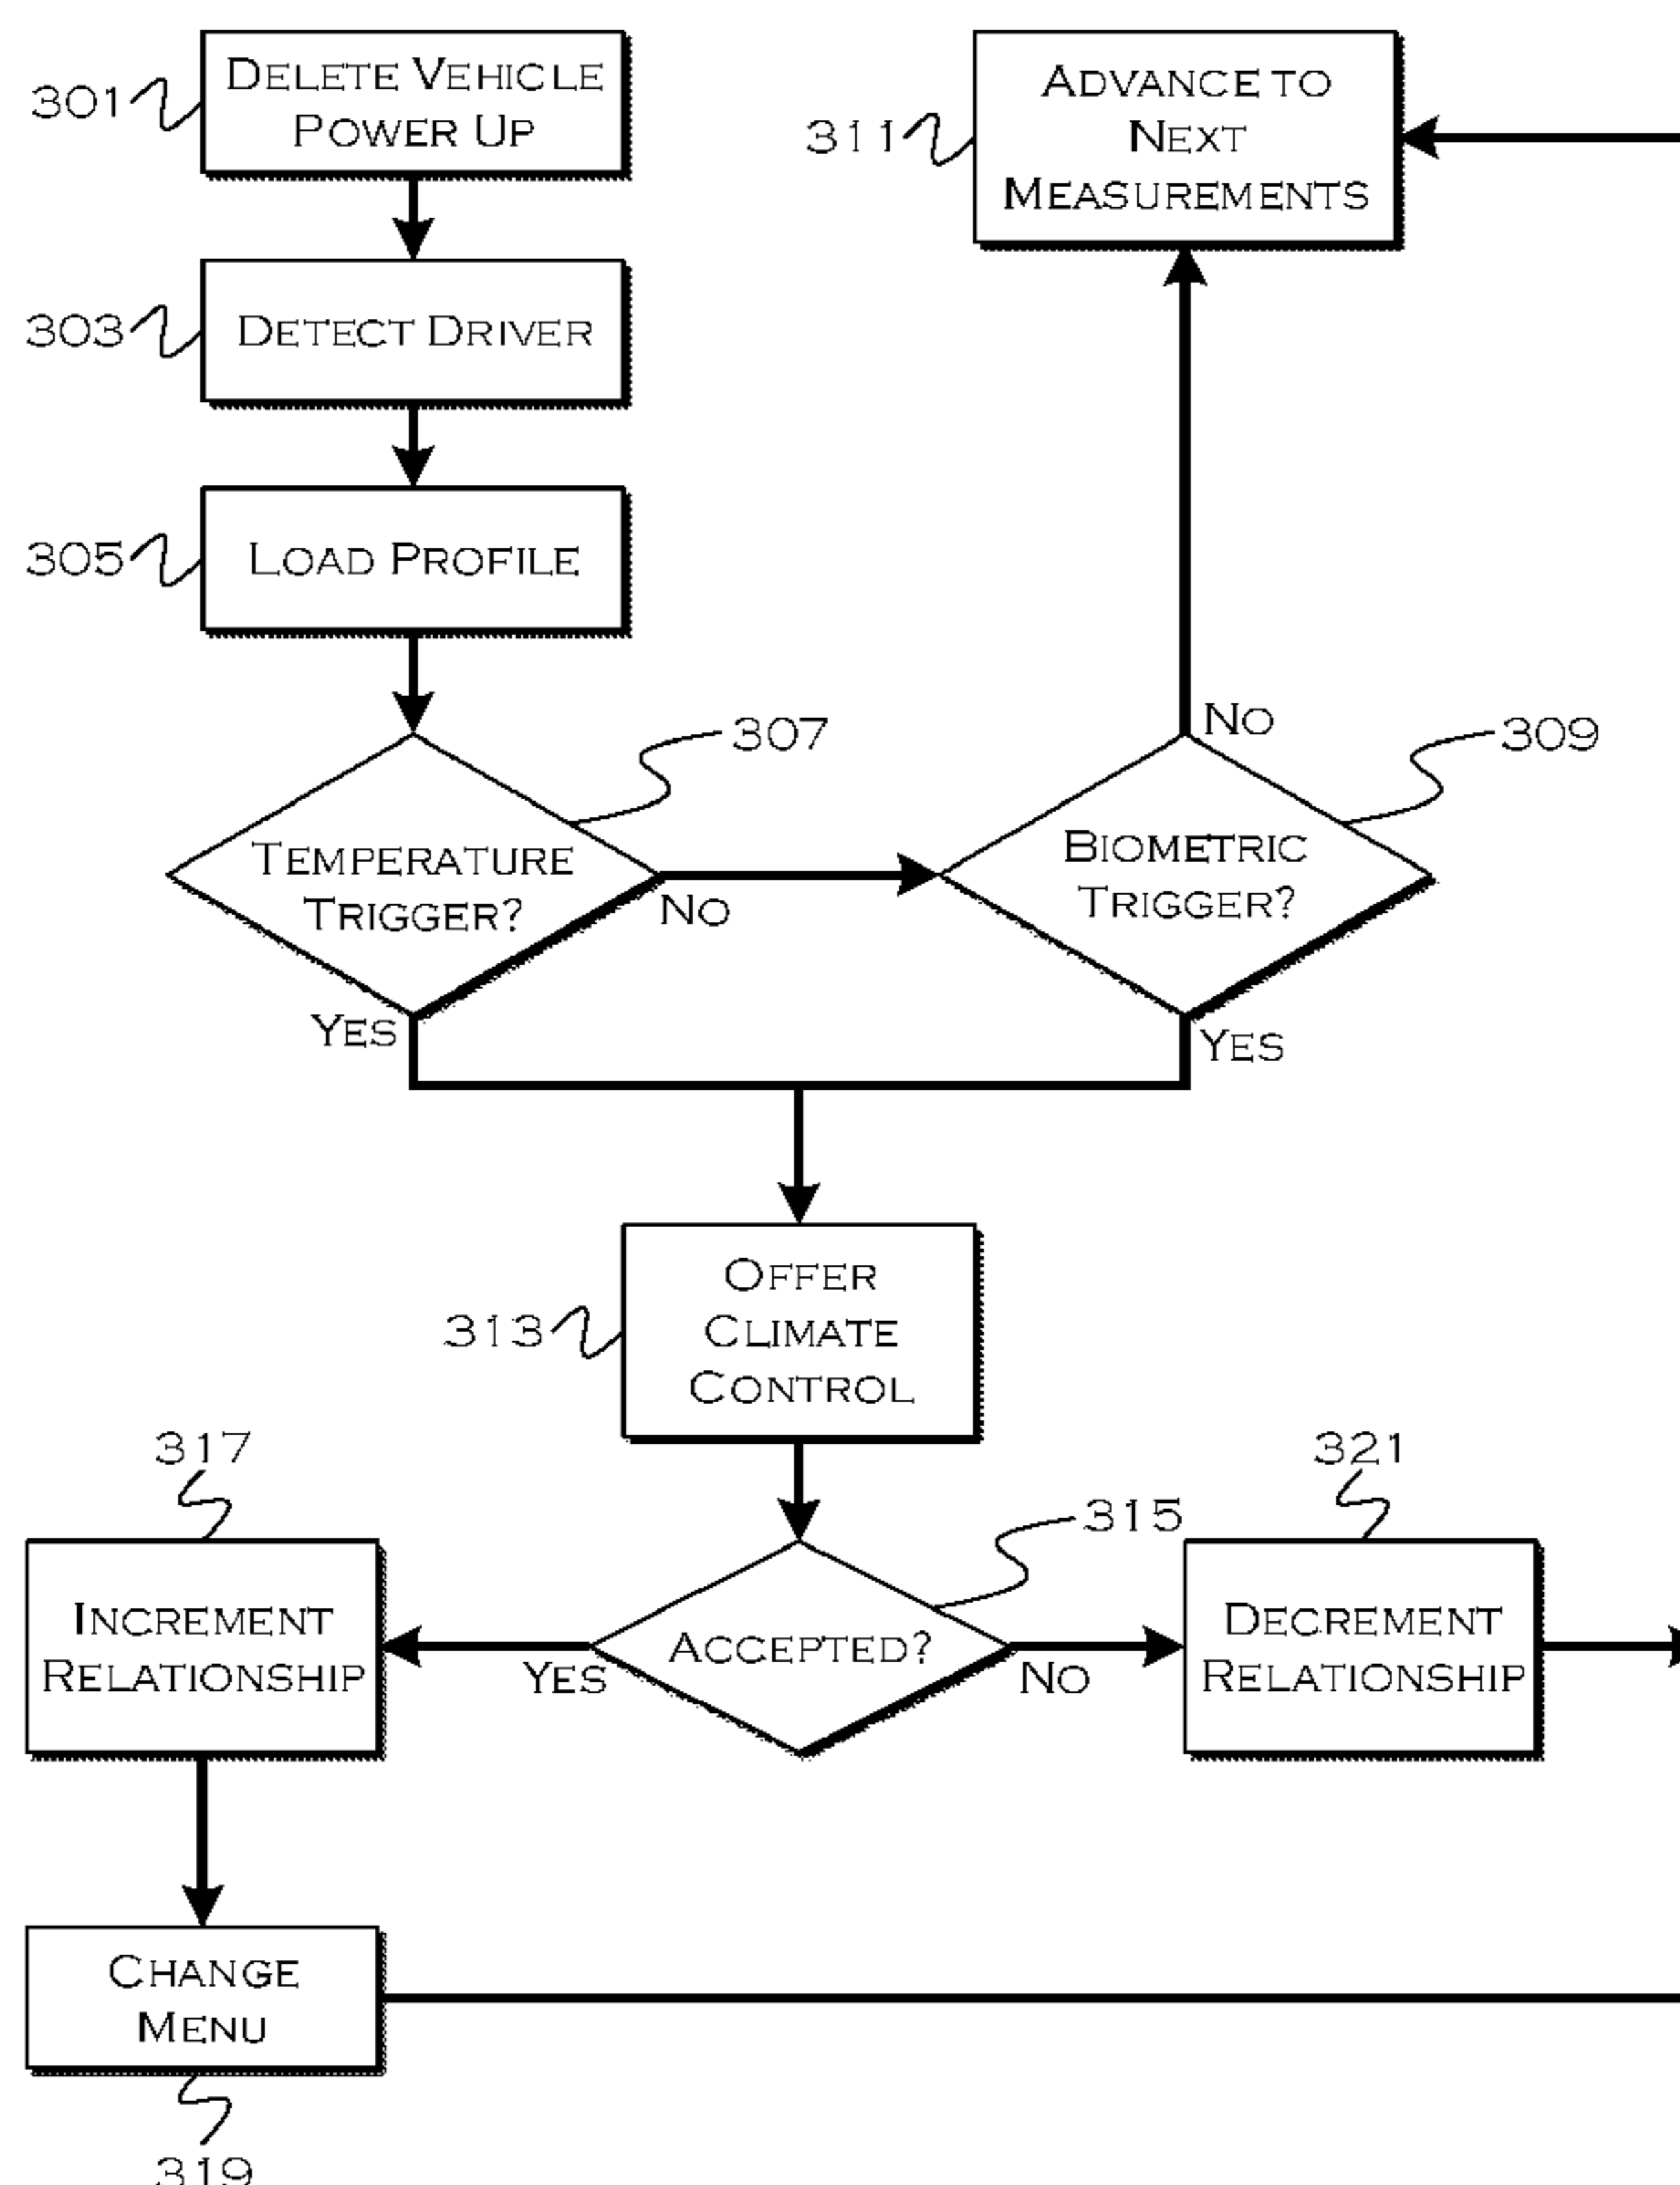 301
DELETE VEHICLE
POWER UP
303
DETECT DRIVER
305
LOAD PROFILE
307
TEMPERATURE
TRIGGER?
NO
YES
311
ADVANCE TO
NEXT
MEASUREMENTS
NO
309
BIOMETRIC
TRIGGER?
YES
313
OFFER
CLIMATE
CONTROL
315
ACCEPTED?
YES
NO
317
INCREMENT
RELATIONSHIP
321
DECREMENT
RELATIONSHIP
CHANGE
MENU
319